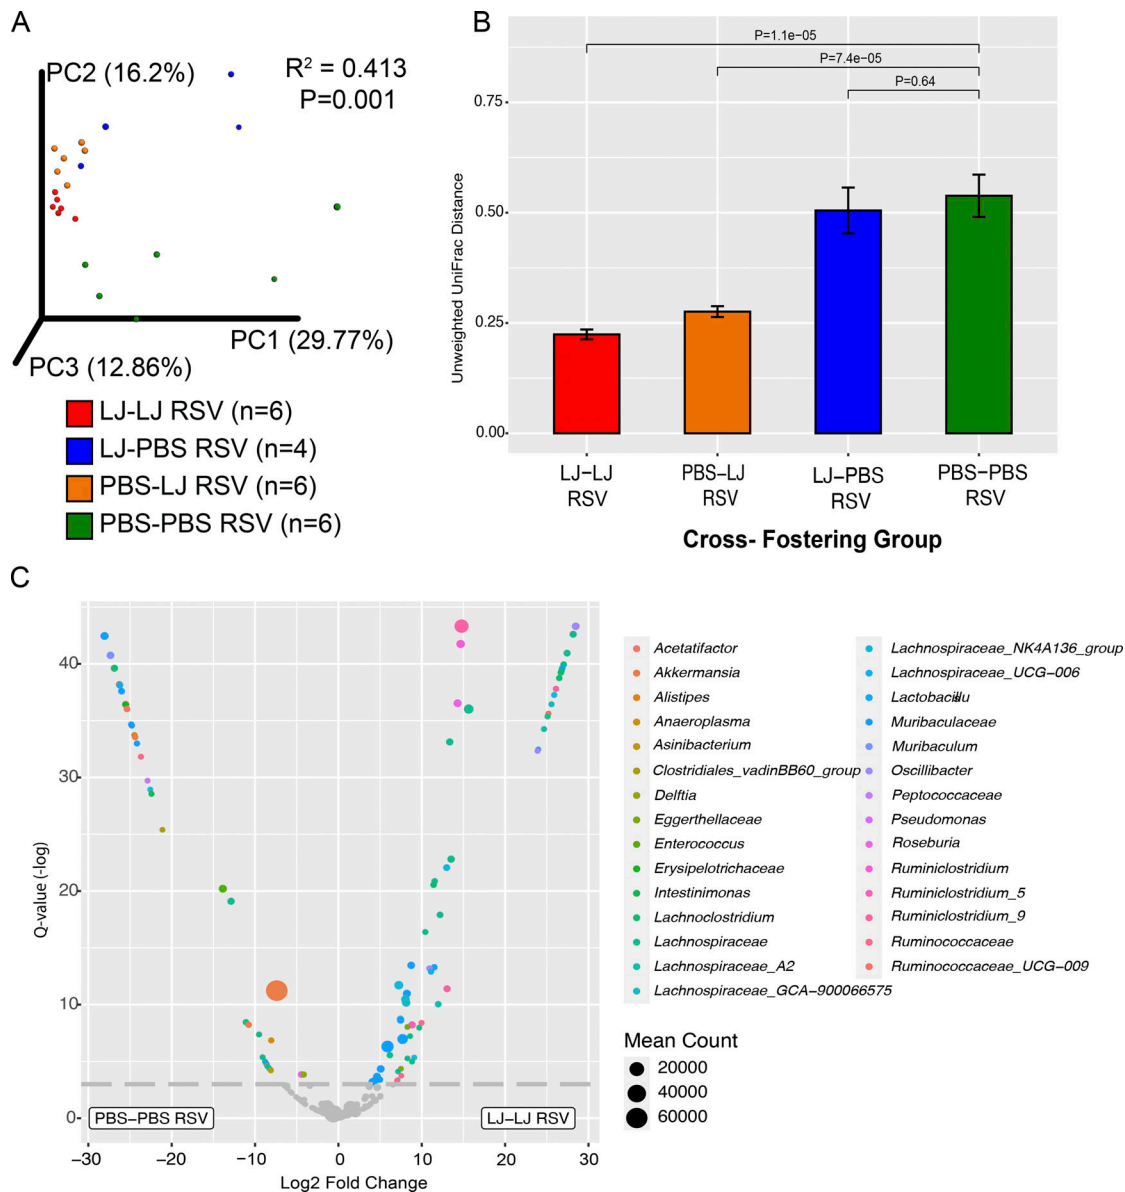 A
PC2 (16.2%)
R² = 0.413
P=0.001
PC1 (29.77%)
PC3 (12.86%)
LJ-LJ RSV (n=6)
LJ-PBS RSV (n=4)
PBS-LJ RSV (n=6)
PBS-PBS RSV (n=6)
B
P=1.1e−05
P=7.4e−05
P=0.64
Unweighted UniFrac Distance
0.75
0.50
0.25
0.00
LJ–LJ RSV
PBS–LJ RSV
LJ–PBS RSV
PBS–PBS RSV
Cross- Fostering Group
C
Q-value (-log)
40
30
20
10
0
PBS–PBS RSV
LJ–LJ RSV
−30
−20
−10
0
10
20
30
Log2 Fold Change
Acetatifactor
Akkermansia
Alistipes
Anaeroplasma
Asinibacterium
Clostridiales_vadinBB60_group
Delftia
Eggerthellaceae
Enterococcus
Erysipelotrichaceae
Intestinimonas
Lachnoclostridium
Lachnospiraceae
Lachnospiraceae_A2
Lachnospiraceae_GCA−900066575
Lachnospiraceae_NK4A136_group
Lachnospiraceae_UCG−006
Muribaculaceae
Muribaculum
Oscillibacter
Peptococcaceae
Pseudomonas
Roseburia
Ruminiclostridium
Ruminiclostridium_5
Ruminiclostridium_9
Ruminococcaceae
Ruminococcaceae_UCG−009
Mean Count
20000
40000
60000